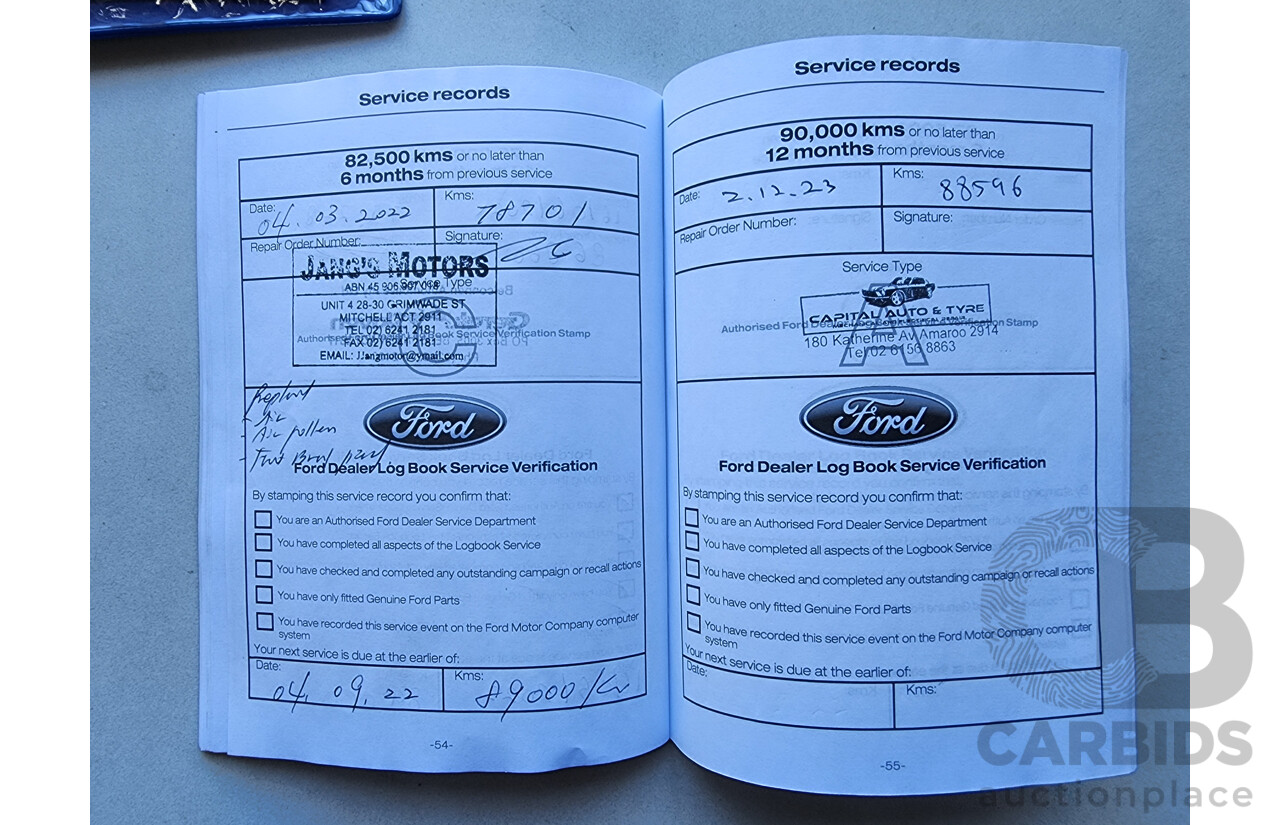 Service records
82,500 kms or no later than
6 months from previous service
Date: 04.03.2022
Kms: 78701
Repair Order Number:
Signature:
JANG'S MOTORS
Service Type
UNIT 4 28-30 GRIMWADE ST
MITCHELL ACT 2911
TEL 02) 6241 2181
FAX 02) 6241 2181
Authorised Ford Dealer Log Book Service Verification Stamp
- Air pollen
Ford
Ford Dealer Log Book Service Verification
By stamping this service record you confirm that:
You are an Authorised Ford Dealer Service Department
You have completed all aspects of the Logbook Service
You have checked and completed any outstanding campaign or recall actions
You have only fitted Genuine Ford Parts
You have recorded this service event on the Ford Motor Company computer
system
Your next service is due at the earlier of:
Date: 04.09.22
Kms: 89000
-54-
Service records
90,000 kms or no later than
12 months from previous service
Date: 2.12.23
Kms: 88596
Repair Order Number:
Signature:
Service Type
A
CAPITAL AUTO & TYRE
Authorised Ford Dealer Log Book Service Verification Stamp
180 Katherine Av Amaroo 2914
Tel 02 6156 8863
Ford
Ford Dealer Log Book Service Verification
By stamping this service record you confirm that:
You are an Authorised Ford Dealer Service Department
You have completed all aspects of the Logbook Service
You have checked and completed any outstanding campaign or recall actions
You have only fitted Genuine Ford Parts
You have recorded this service event on the Ford Motor Company computer
system
Your next service is due at the earlier of:
Date:
Kms:
-55-
CB
CARBIDS
auctionplace